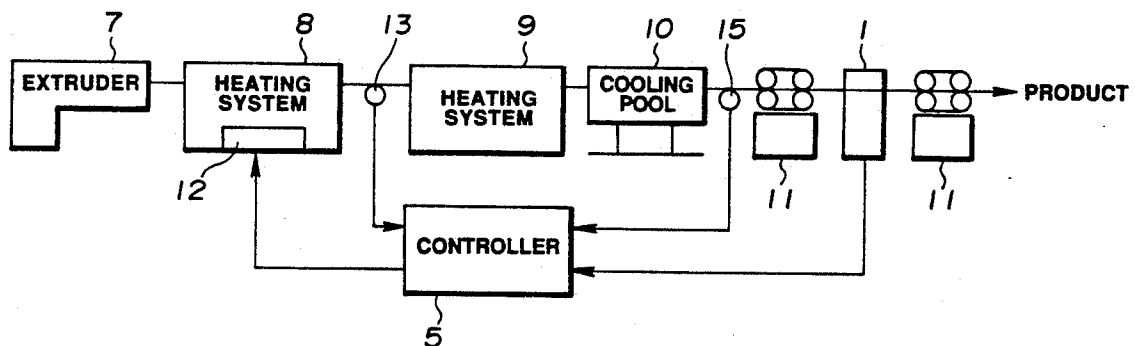 7
8
13
9
10
15
1
EXTRUDER
HEATING
SYSTEM
HEATING
SYSTEM
COOLING
POOL
PRODUCT
12
11
11
CONTROLLER
5